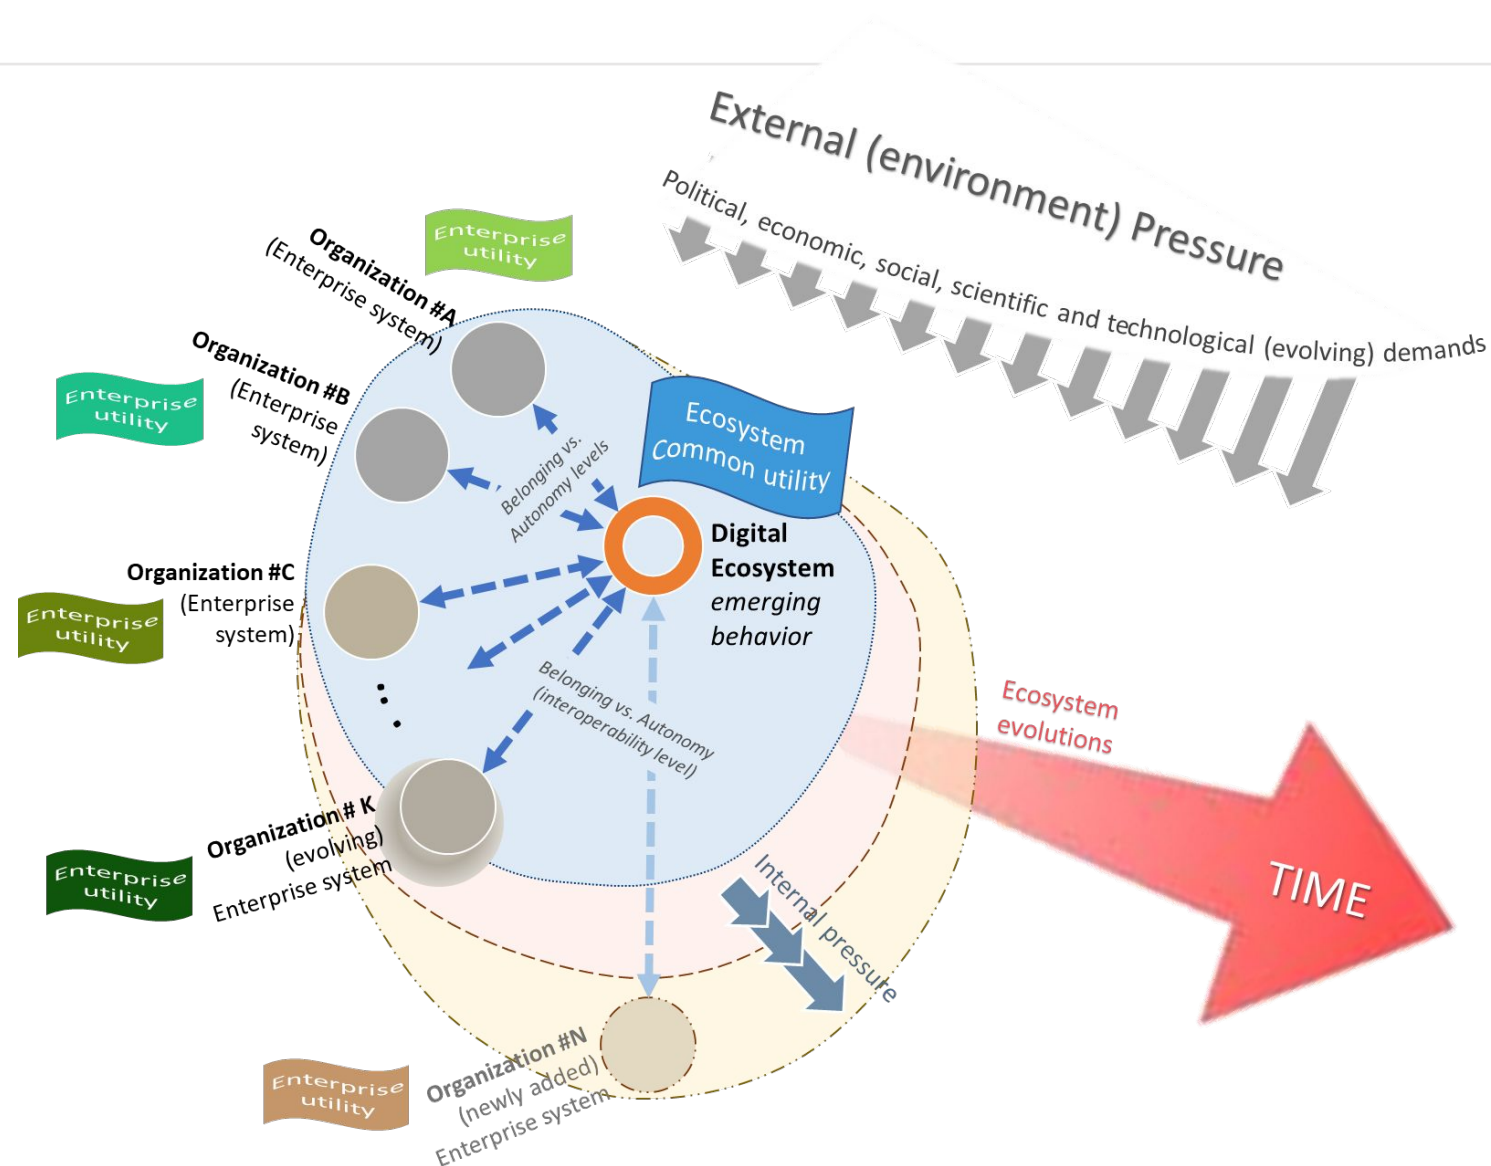 External (environment) Pressure
Political, economic, social, scientific and technological (evolving) demands
Enterprise
utility
Organization #A
(Enterprise system)
Organization #B
(Enterprise
system)
Enterprise
utility
Ecosystem
Common utility
Belonging vs.
Autonomy levels
Digital
Ecosystem
emerging
behavior
Organization #C
(Enterprise
system)
Enterprise
utility
...
Belonging vs. Autonomy
(interoperability level)
Ecosystem
evolutions
TIME
Organization # K
(evolving)
Enterprise system
Enterprise
utility
Internal pressure
Organization #N
(newly added)
Enterprise system
Enterprise
utility